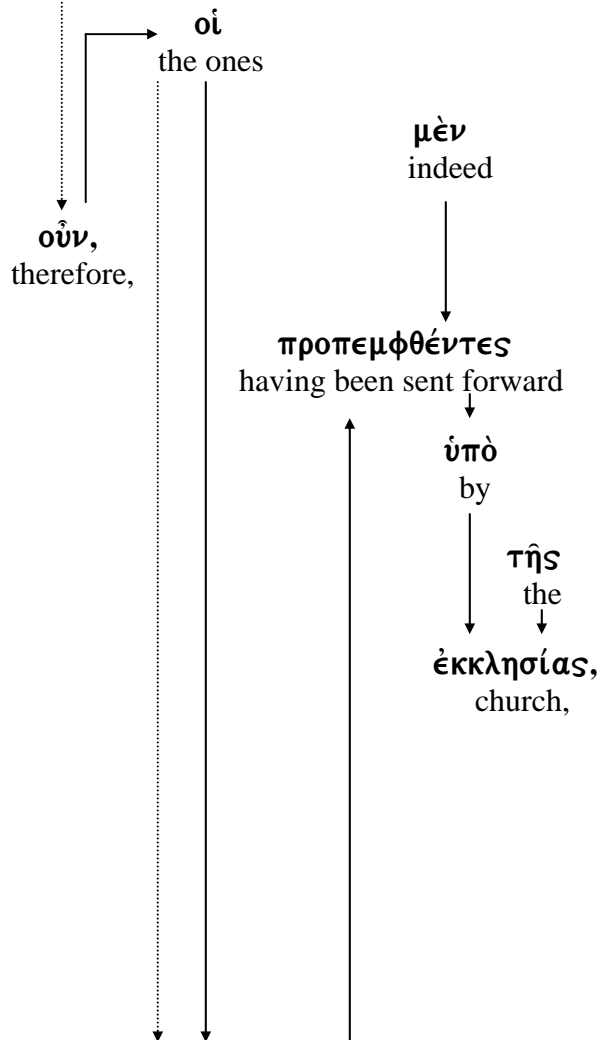 οἱ
the ones
μὲν
indeed
οὖν,
therefore,
προπεμφθέντες
having been sent forward
ὑπὸ
by
τῆς
the
ἐκκλησίας,
church,